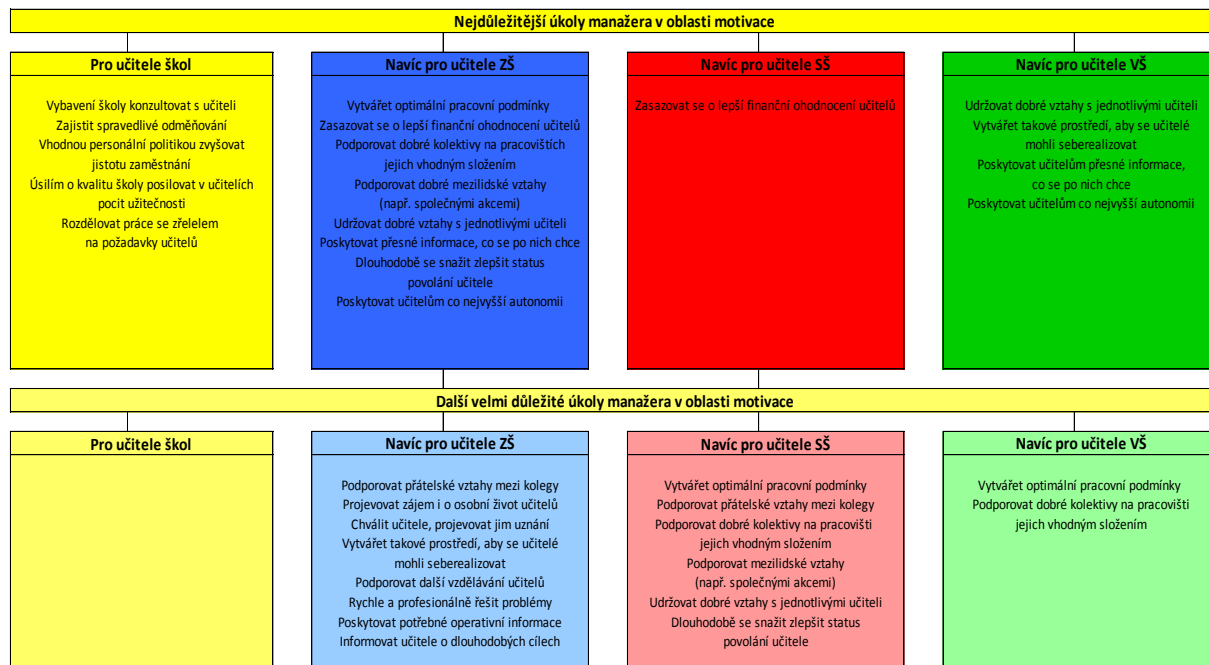 Nejdůležitější úkoly manažera v oblasti motivace
Pro učitele škol
Vybavení školy konzultovat s učiteli
Zajistit spravedlivé odměňování
Vhodnou personální politikou zvyšovat
jistotu zaměstnání
Úsilím o kvalitu školy posilovat v učitelích
pocit užitečnosti
Rozdělovat práce se zřelelem
na požadavky učitelů
Navíc pro učitele ZŠ
Vytvářet optimální pracovní podmínky
Zasazovat se o lepší finanční ohodnocení učitelů
Podporovat dobré kolektivy na pracovištích
jejich vhodným složením
Podporovat dobré mezilidské vztahy
(např. společnými akcemi)
Udržovat dobré vztahy s jednotlivými učiteli
Poskytovat přesné informace, co se po nich chce
Dlouhodobě se snažit zlepšit status
povolání učitele
Poskytovat učitelům co nejvyšší autonomii
Navíc pro učitele SŠ
Zasazovat se o lepší finanční ohodnocení učitelů
Navíc pro učitele VŠ
Udržovat dobré vztahy s jednotlivými učiteli
Vytvářet takové prostředí, aby se učitelé
mohli seberealizovat
Poskytovat učitelům přesné informace,
co se po nich chce
Poskytovat učitelům co nejvyšší autonomii
Další velmi důležité úkoly manažera v oblasti motivace
Pro učitele škol
Navíc pro učitele ZŠ
Podporovat přátelské vztahy mezi kolegy
Projevovat zájem i o osobní život učitelů
Chválit učitele, projevovat jim uznání
Vytvářet takové prostředí, aby se učitelé
mohli seberealizovat
Podporovat další vzdělávání učitelů
Rychle a profesionálně řešit problémy
Poskytovat potřebné operativní informace
Informovat učitele o dlouhodobých cílech
Navíc pro učitele SŠ
Vytvářet optimální pracovní podmínky
Podporovat přátelské vztahy mezi kolegy
Podporovat dobré kolektivy na pracovišti
jejich vhodným složením
Podporovat mezilidské vztahy
(např. společnými akcemi)
Udržovat dobré vztahy s jednotlivými učiteli
Dlouhodobě se snažit zlepšit status
povolání učitele
Navíc pro učitele VŠ
Vytvářet optimální pracovní podmínky
Podporovat dobré kolektivy na pracovišti
jejich vhodným složením